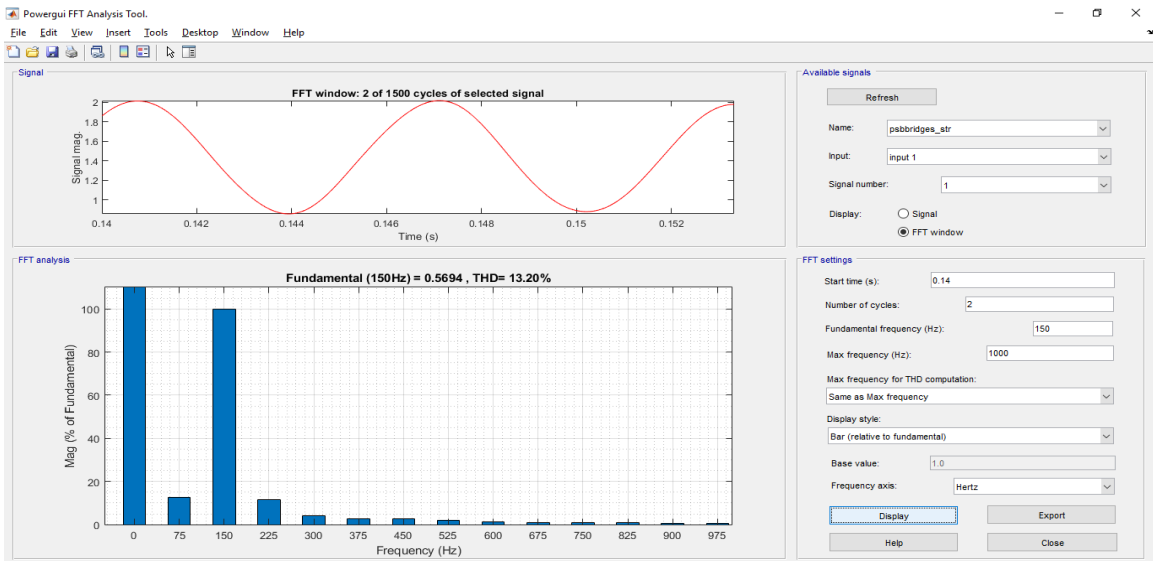 Powergui FFT Analysis Tool.
File Edit View Insert Tools Desktop Window Help
Signal
FFT window: 2 of 1500 cycles of selected signal
Signal mag.
2
1.8
1.6
1.4
1.2
1
0.14 0.142 0.144 0.146 0.148 0.15 0.152
Time (s)
FFT analysis
Fundamental (150Hz) = 0.5694 , THD= 13.20%
Mag (% of Fundamental)
100
80
60
40
20
0
0 75 150 225 300 375 450 525 600 675 750 825 900 975
Frequency (Hz)
Available signals
Refresh
Name: psbbridges_str
Input: input 1
Signal number: 1
Display: Signal
FFT window
FFT settings
Start time (s): 0.14
Number of cycles: 2
Fundamental frequency (Hz): 150
Max frequency (Hz): 1000
Max frequency for THD computation:
Same as Max frequency
Display style:
Bar (relative to fundamental)
Base value: 1.0
Frequency axis: Hertz
Display Export
Help Close